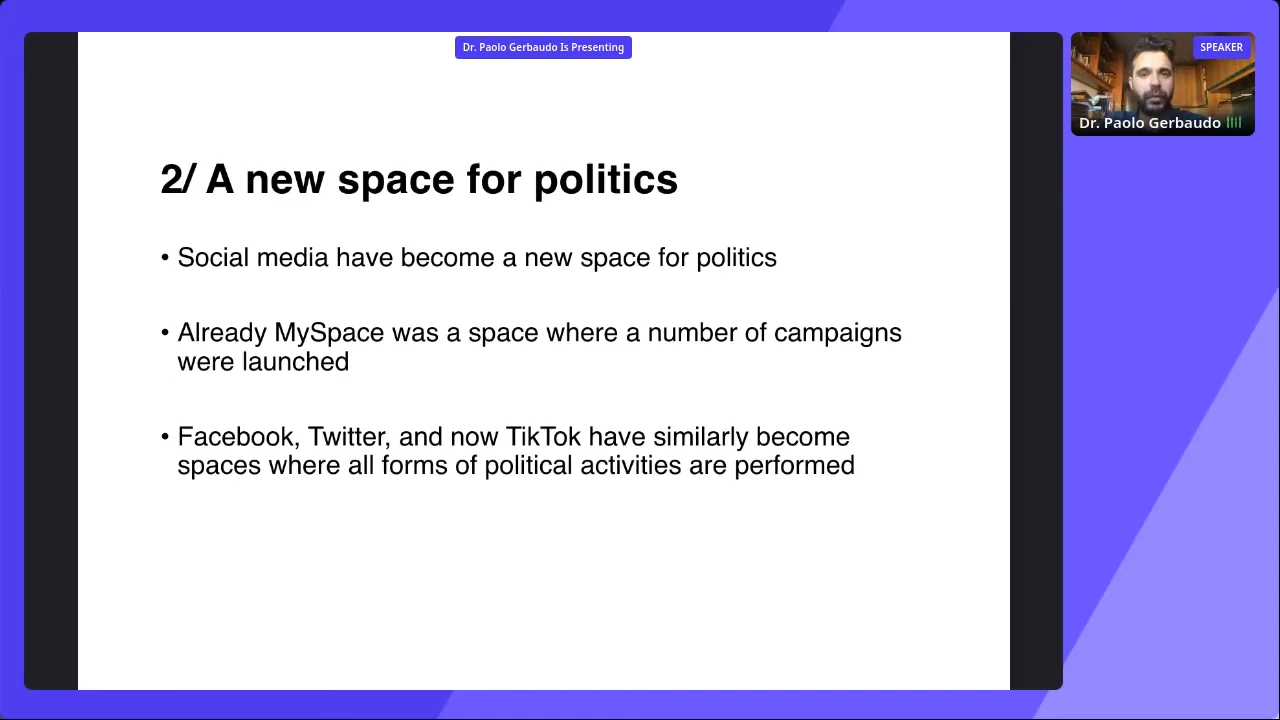 Dr. Paolo Gerbaudo Is Presenting
SPEAKER
Dr. Paolo Gerbaudo
2/ A new space for politics
• Social media have become a new space for politics
• Already MySpace was a space where a number of campaigns
were launched
• Facebook, Twitter, and now TikTok have similarly become
spaces where all forms of political activities are performed